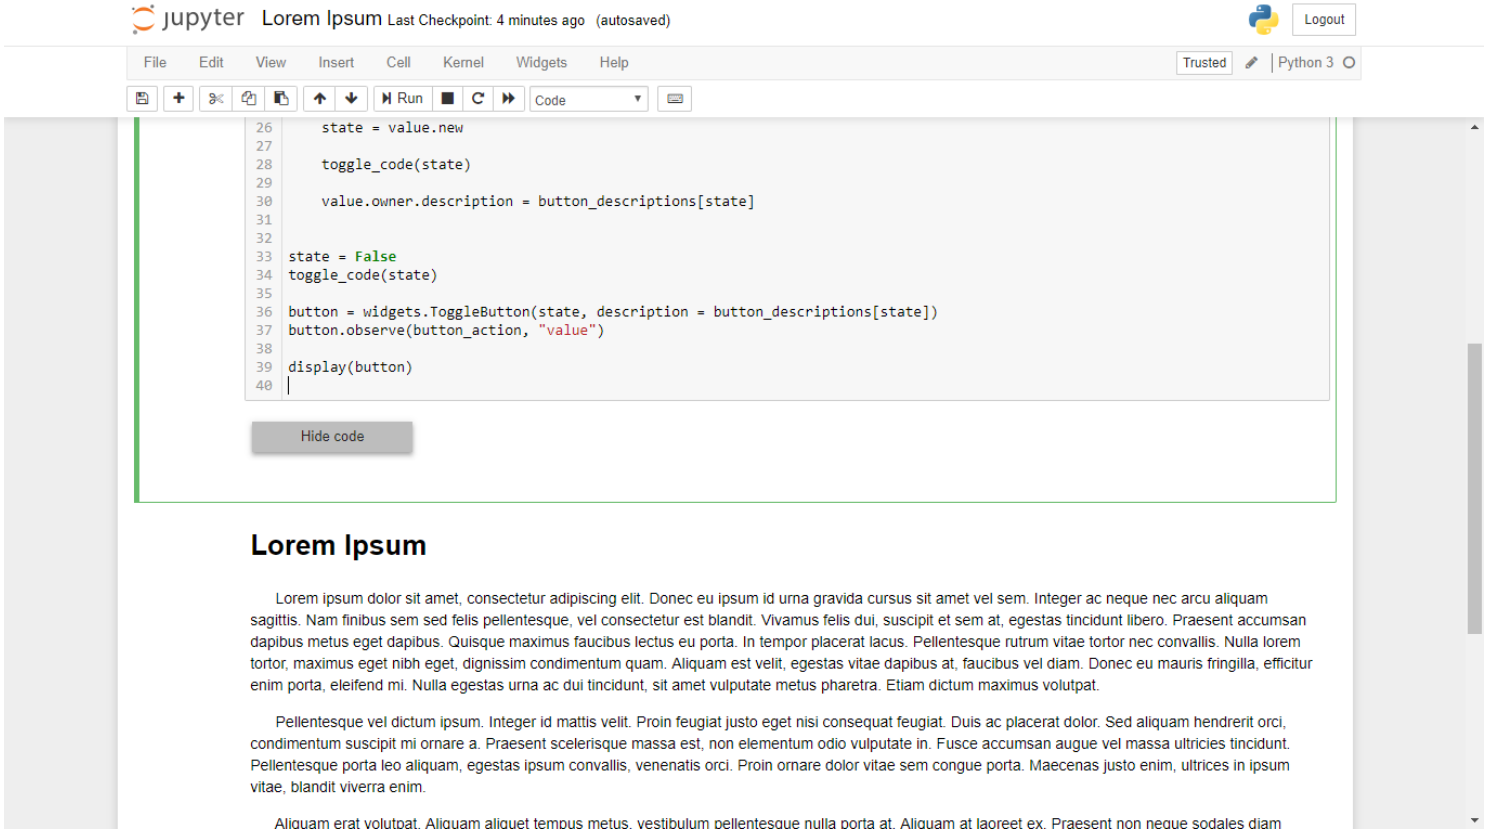 jupyter Lorem Ipsum Last Checkpoint: 4 minutes ago (autosaved) Logout
File Edit View Insert Cell Kernel Widgets Help Trusted Python 3
Run Code
26 state = value.new
27
28 toggle_code(state)
29
30 value.owner.description = button_descriptions[state]
31
32
33 state = False
34 toggle_code(state)
35
36 button = widgets.ToggleButton(state, description = button_descriptions[state])
37 button.observe(button_action, "value")
38
39 display(button)
40
Hide code
Lorem Ipsum
Lorem ipsum dolor sit amet, consectetur adipiscing elit. Donec eu ipsum id urna gravida cursus sit amet vel sem. Integer ac neque nec arcu aliquam
sagittis. Nam finibus sem sed felis pellentesque, vel consectetur est blandit. Vivamus felis dui, suscipit et sem at, egestas tincidunt libero. Praesent accumsan
dapibus metus eget dapibus. Quisque maximus faucibus lectus eu porta. In tempor placerat lacus. Pellentesque rutrum vitae tortor nec convallis. Nulla lorem
tortor, maximus eget nibh eget, dignissim condimentum quam. Aliquam est velit, egestas vitae dapibus at, faucibus vel diam. Donec eu mauris fringilla, efficitur
enim porta, eleifend mi. Nulla egestas urna ac dui tincidunt, sit amet vulputate metus pharetra. Etiam dictum maximus volutpat.
Pellentesque vel dictum ipsum. Integer id mattis velit. Proin feugiat justo eget nisi consequat feugiat. Duis ac placerat dolor. Sed aliquam hendrerit orci,
condimentum suscipit mi ornare a. Praesent scelerisque massa est, non elementum odio vulputate in. Fusce accumsan augue vel massa ultricies tincidunt.
Pellentesque porta leo aliquam, egestas ipsum convallis, venenatis orci. Proin ornare dolor vitae sem congue porta. Maecenas justo enim, ultrices in ipsum
vitae, blandit viverra enim.
Aliquam erat volutpat. Aliquam aliquet tempus metus, vestibulum pellentesque nulla porta at. Aliquam at laoreet ex. Praesent non neque sodales diam